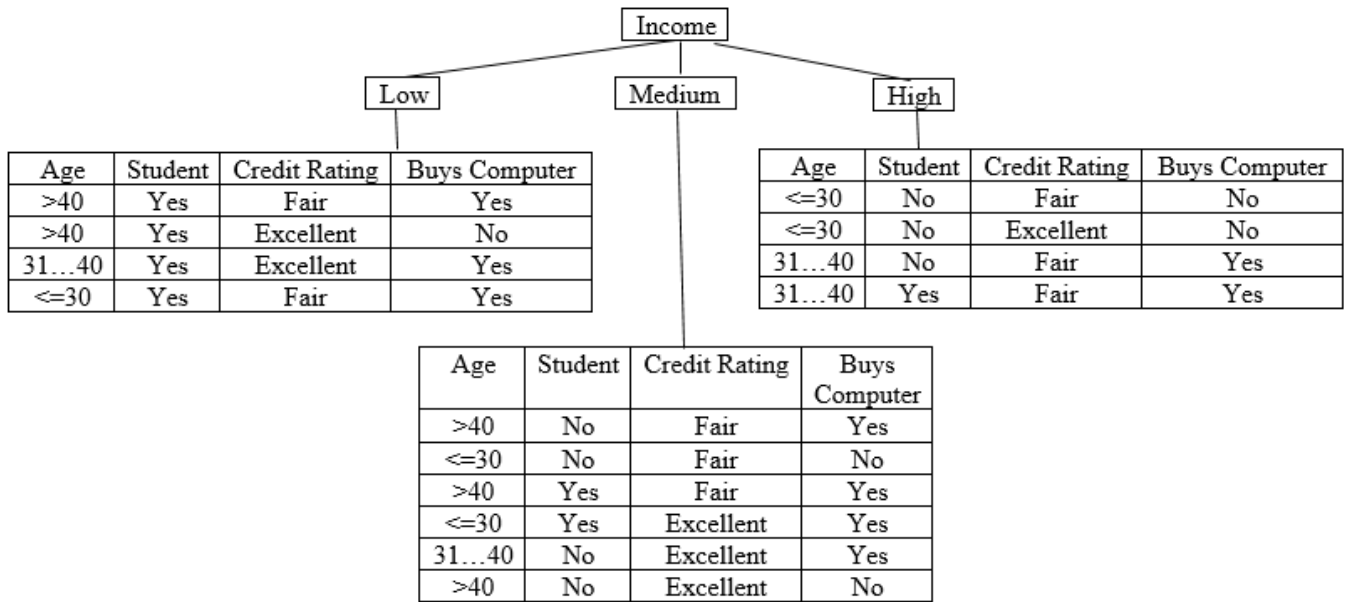 Income
Low Medium High
Age Student Credit Rating Buys Computer
>40 Yes Fair Yes
>40 Yes Excellent No
31...40 Yes Excellent Yes
<=30 Yes Fair Yes
Age Student Credit Rating Buys Computer
<=30 No Fair No
<=30 No Excellent No
31...40 No Fair Yes
31...40 Yes Fair Yes
Age Student Credit Rating Buys
Computer
>40 No Fair Yes
<=30 No Fair No
>40 Yes Fair Yes
<=30 Yes Excellent Yes
31...40 No Excellent Yes
>40 No Excellent No